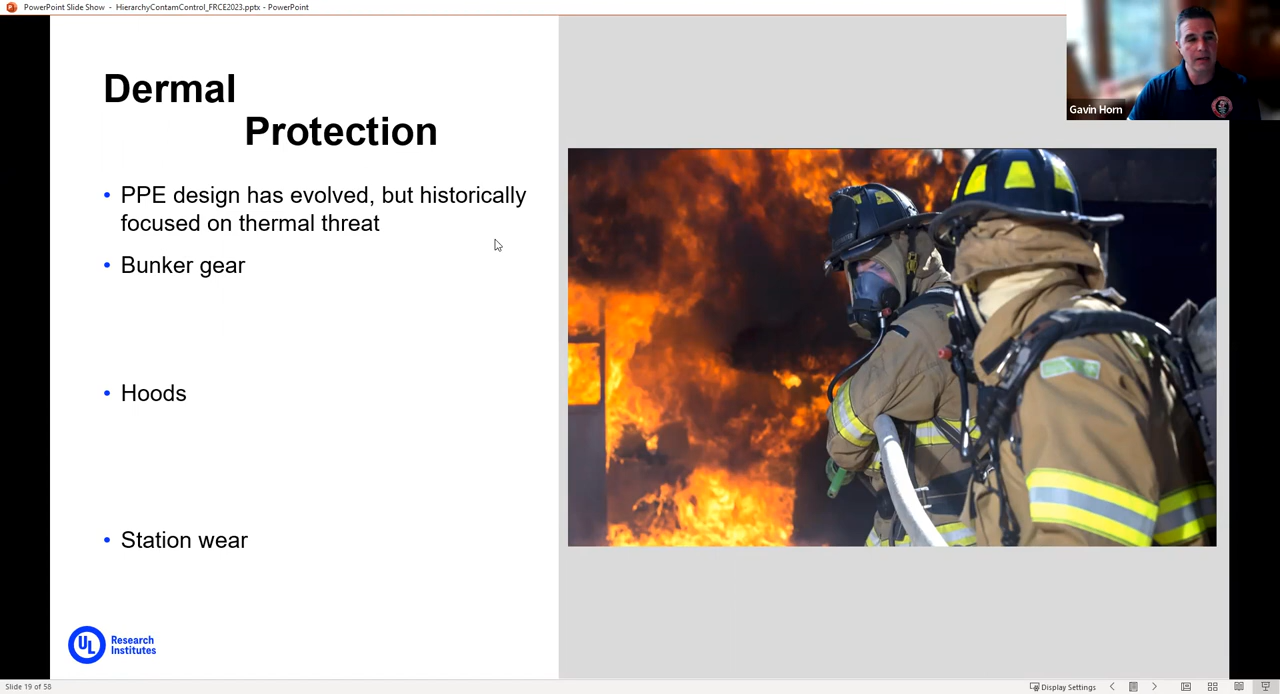 PowerPoint Slide Show - HierarchyContamControl_FRCE2023.pptx - PowerPoint
Gavin Horn
Dermal
Protection
• PPE design has evolved, but historically
focused on thermal threat
• Bunker gear
• Hoods
• Station wear
UL
Research
Institutes
Slide 19 of 58
Display Settings